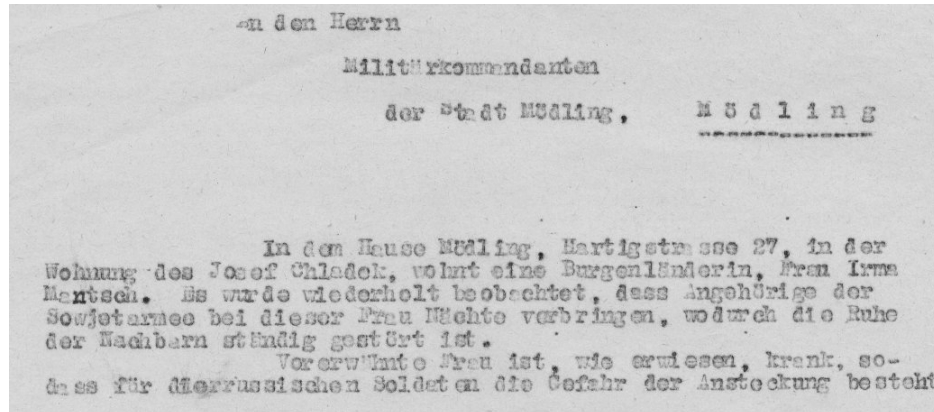 An den Herrn
Militärkommandanten
der Stadt Mödling.  M ö d l i n g
In dem Hause Mödling, Hartigstrasse 27, in der
Wohnung des Josef Chladek, wohnt eine Burgenländerin, Frau Irma
Mantsch. Es wurde wiederholt beobachtet, dass Angehörige der
Sowjetarmee bei dieser Frau Nächte verbringen, wodurch die Ruhe
der Nachbarn ständig gestört ist.
Vorerwähnte Frau ist, wie erwiesen, krank, so-
dass für dierrussischen Soldaten die Gefahr der Ansteckung besteht